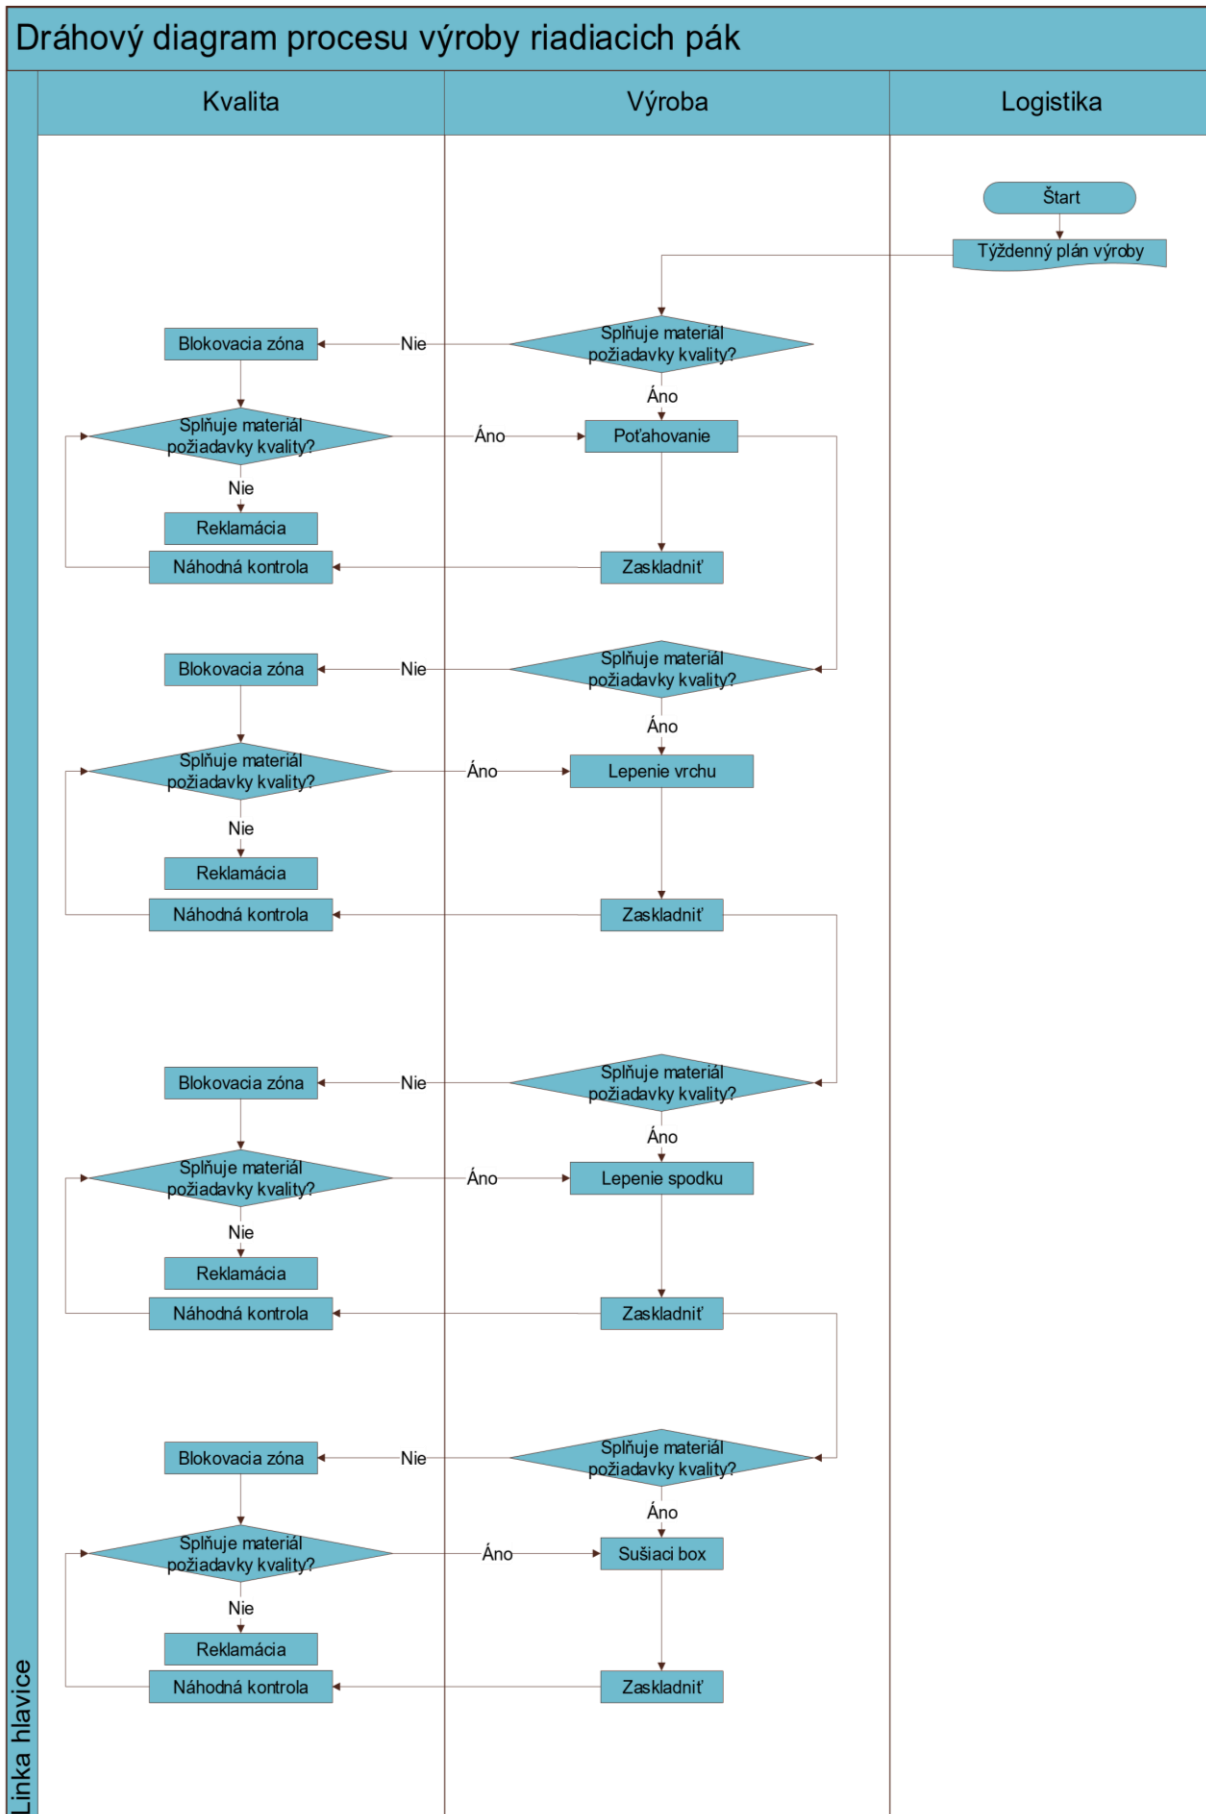 Dráhový diagram procesu výroby riadiacich pák
Kvalita
Výroba
Logistika
Štart
Týždenný plán výroby
Splňuje materiál
požiadavky kvality?
Nie
Blokovacia zóna
Áno
Splňuje materiál
požiadavky kvality?
Áno
Poťahovanie
Nie
Reklamácia
Náhodná kontrola
Zaskladniť
Splňuje materiál
požiadavky kvality?
Nie
Blokovacia zóna
Áno
Splňuje materiál
požiadavky kvality?
Áno
Lepenie vrchu
Nie
Reklamácia
Náhodná kontrola
Zaskladniť
Splňuje materiál
požiadavky kvality?
Nie
Blokovacia zóna
Áno
Splňuje materiál
požiadavky kvality?
Áno
Lepenie spodku
Nie
Reklamácia
Náhodná kontrola
Zaskladniť
Splňuje materiál
požiadavky kvality?
Nie
Blokovacia zóna
Áno
Splňuje materiál
požiadavky kvality?
Áno
Sušiaci box
Nie
Reklamácia
Náhodná kontrola
Zaskladniť
Linka hlavice